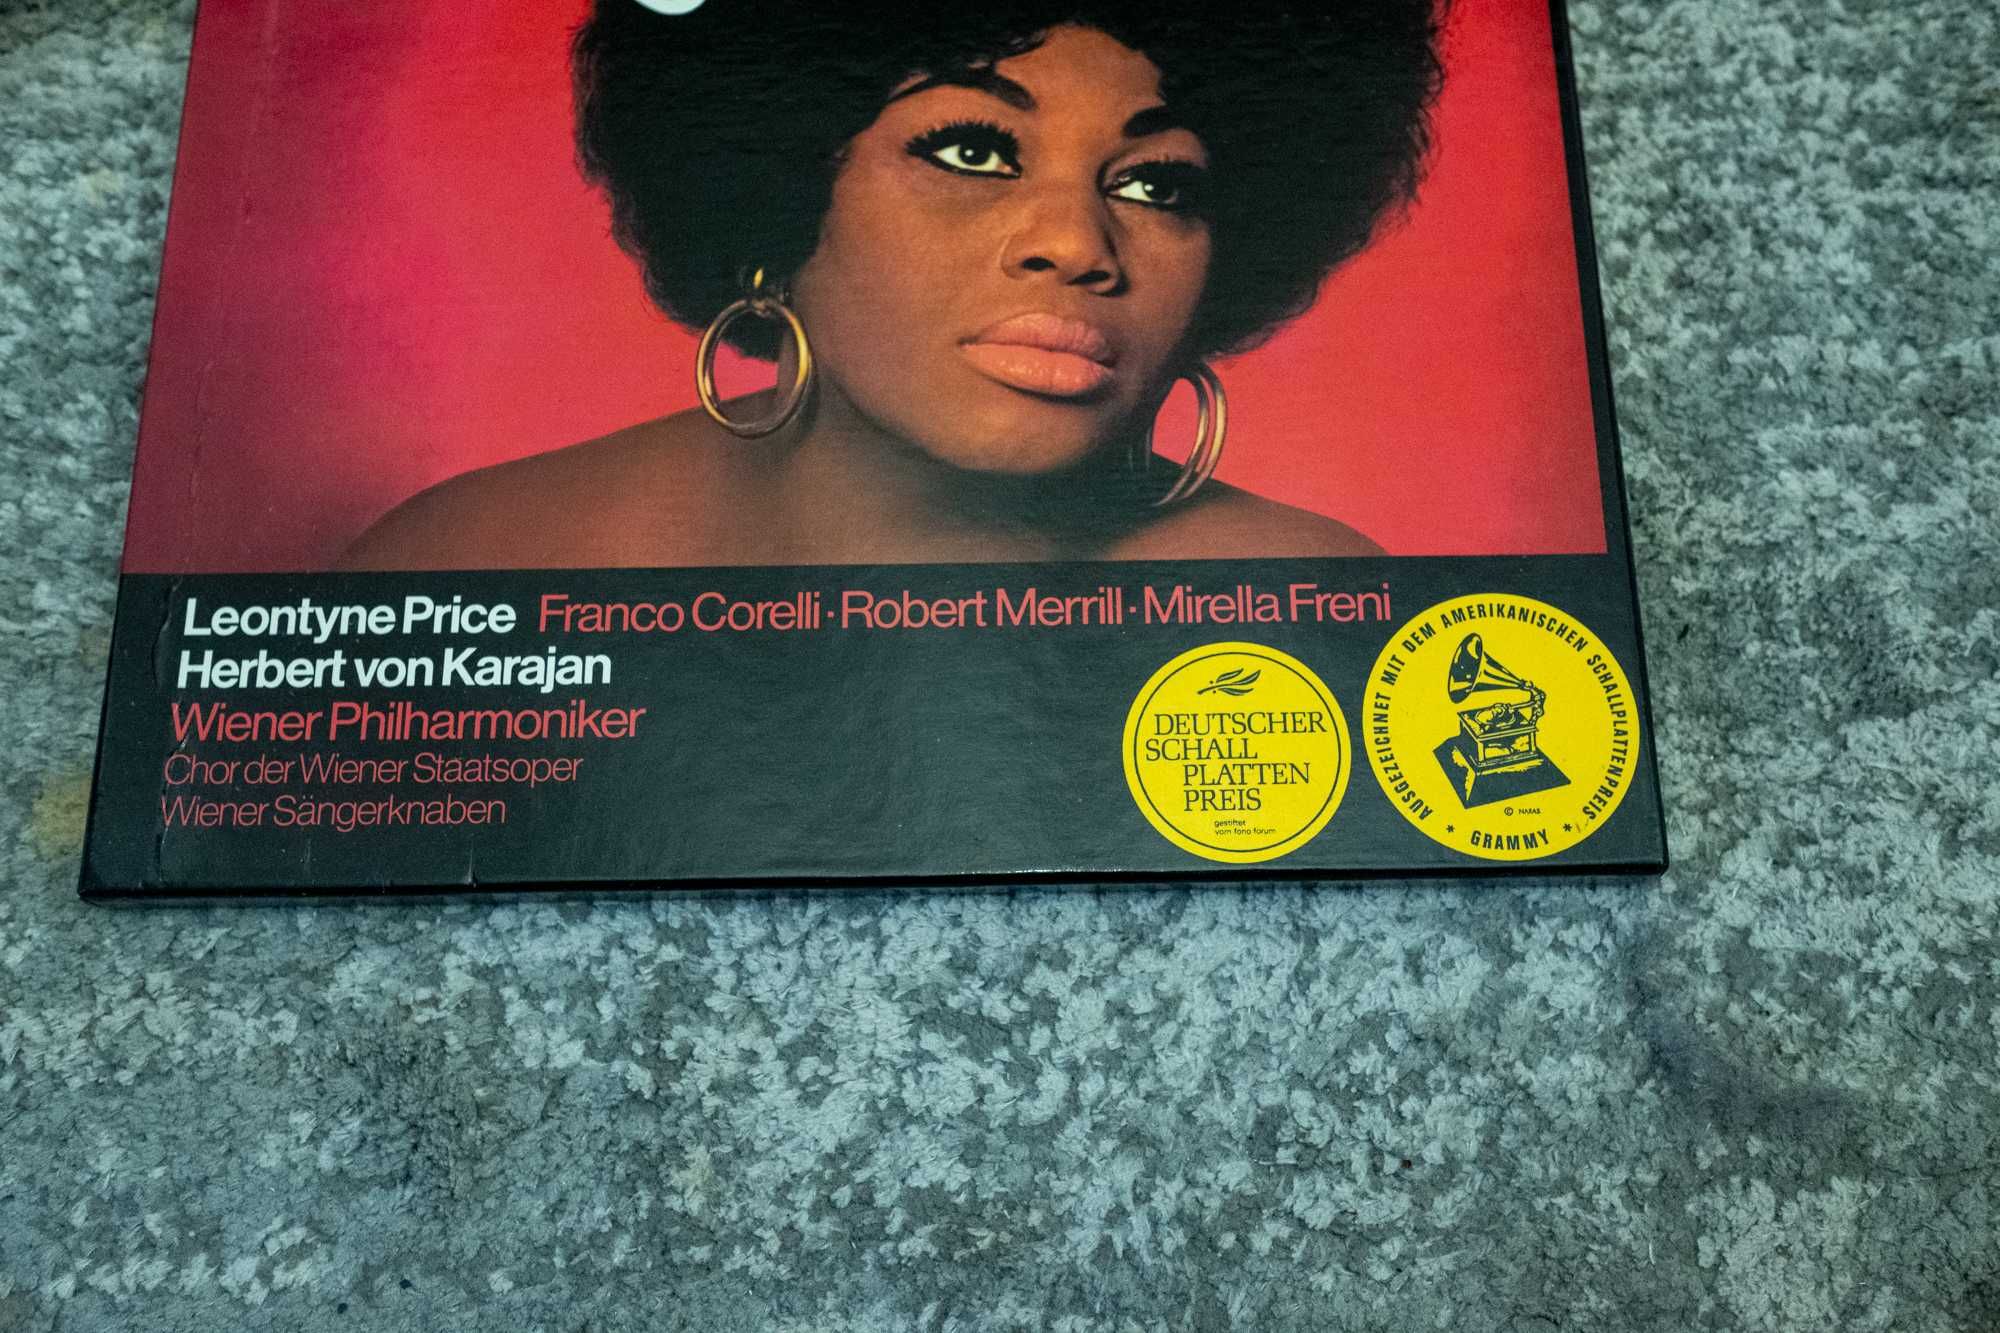 Leontyne Price Franco Corelli · Robert Merrill · Mirella Freni
Herbert von Karajan
Wiener Philharmoniker
Chor der Wiener Staatsoper
Wiener Sängerknaben
DEUTSCHER
SCHALL
PLATTEN
PREIS
gestiftet
vom fono forum
AUSGEZEICHNET MIT DEM AMERIKANISCHEN SCHALLPLATTENPREIS
© NARAS
* GRAMMY *